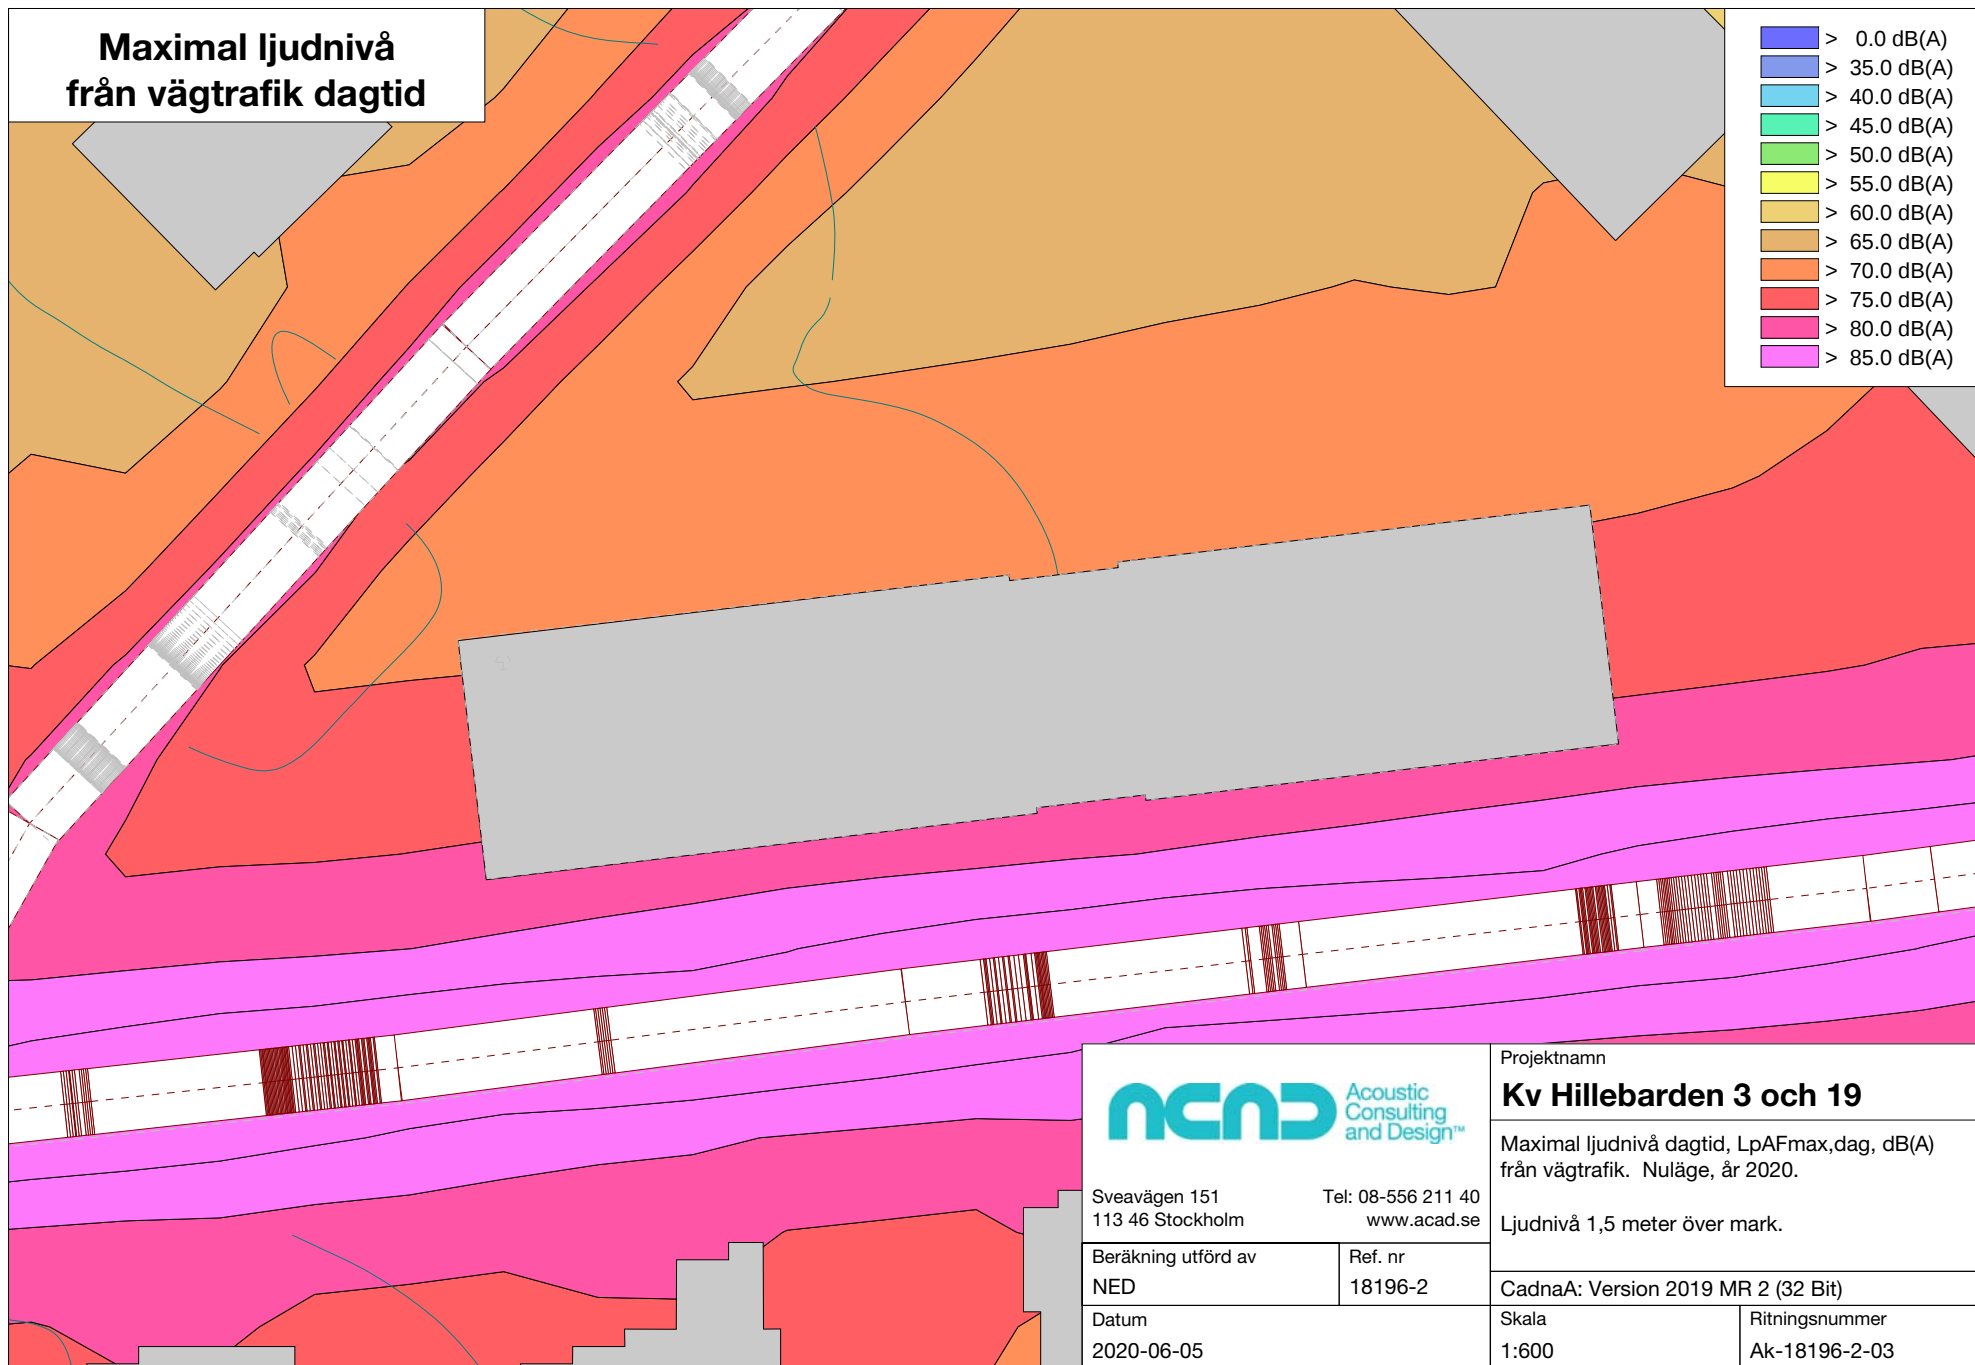 Maximal ljudnivå
från vägtrafik dagtid
> 0.0 dB(A)
> 35.0 dB(A)
> 40.0 dB(A)
> 45.0 dB(A)
> 50.0 dB(A)
> 55.0 dB(A)
> 60.0 dB(A)
> 65.0 dB(A)
> 70.0 dB(A)
> 75.0 dB(A)
> 80.0 dB(A)
> 85.0 dB(A)
ACAD
Acoustic
Consulting
and Design™
Sveavägen 151
113 46 Stockholm
Tel: 08-556 211 40
www.acad.se
Beräkning utförd av
NED
Ref. nr
18196-2
Datum
2020-06-05
Projektnamn
Kv Hillebarden 3 och 19
Maximal ljudnivå dagtid, LpAFmax,dag, dB(A)
från vägtrafik. Nuläge, år 2020.
Ljudnivå 1,5 meter över mark.
CadnaA: Version 2019 MR 2 (32 Bit)
Skala
1:600
Ritningsnummer
Ak-18196-2-03